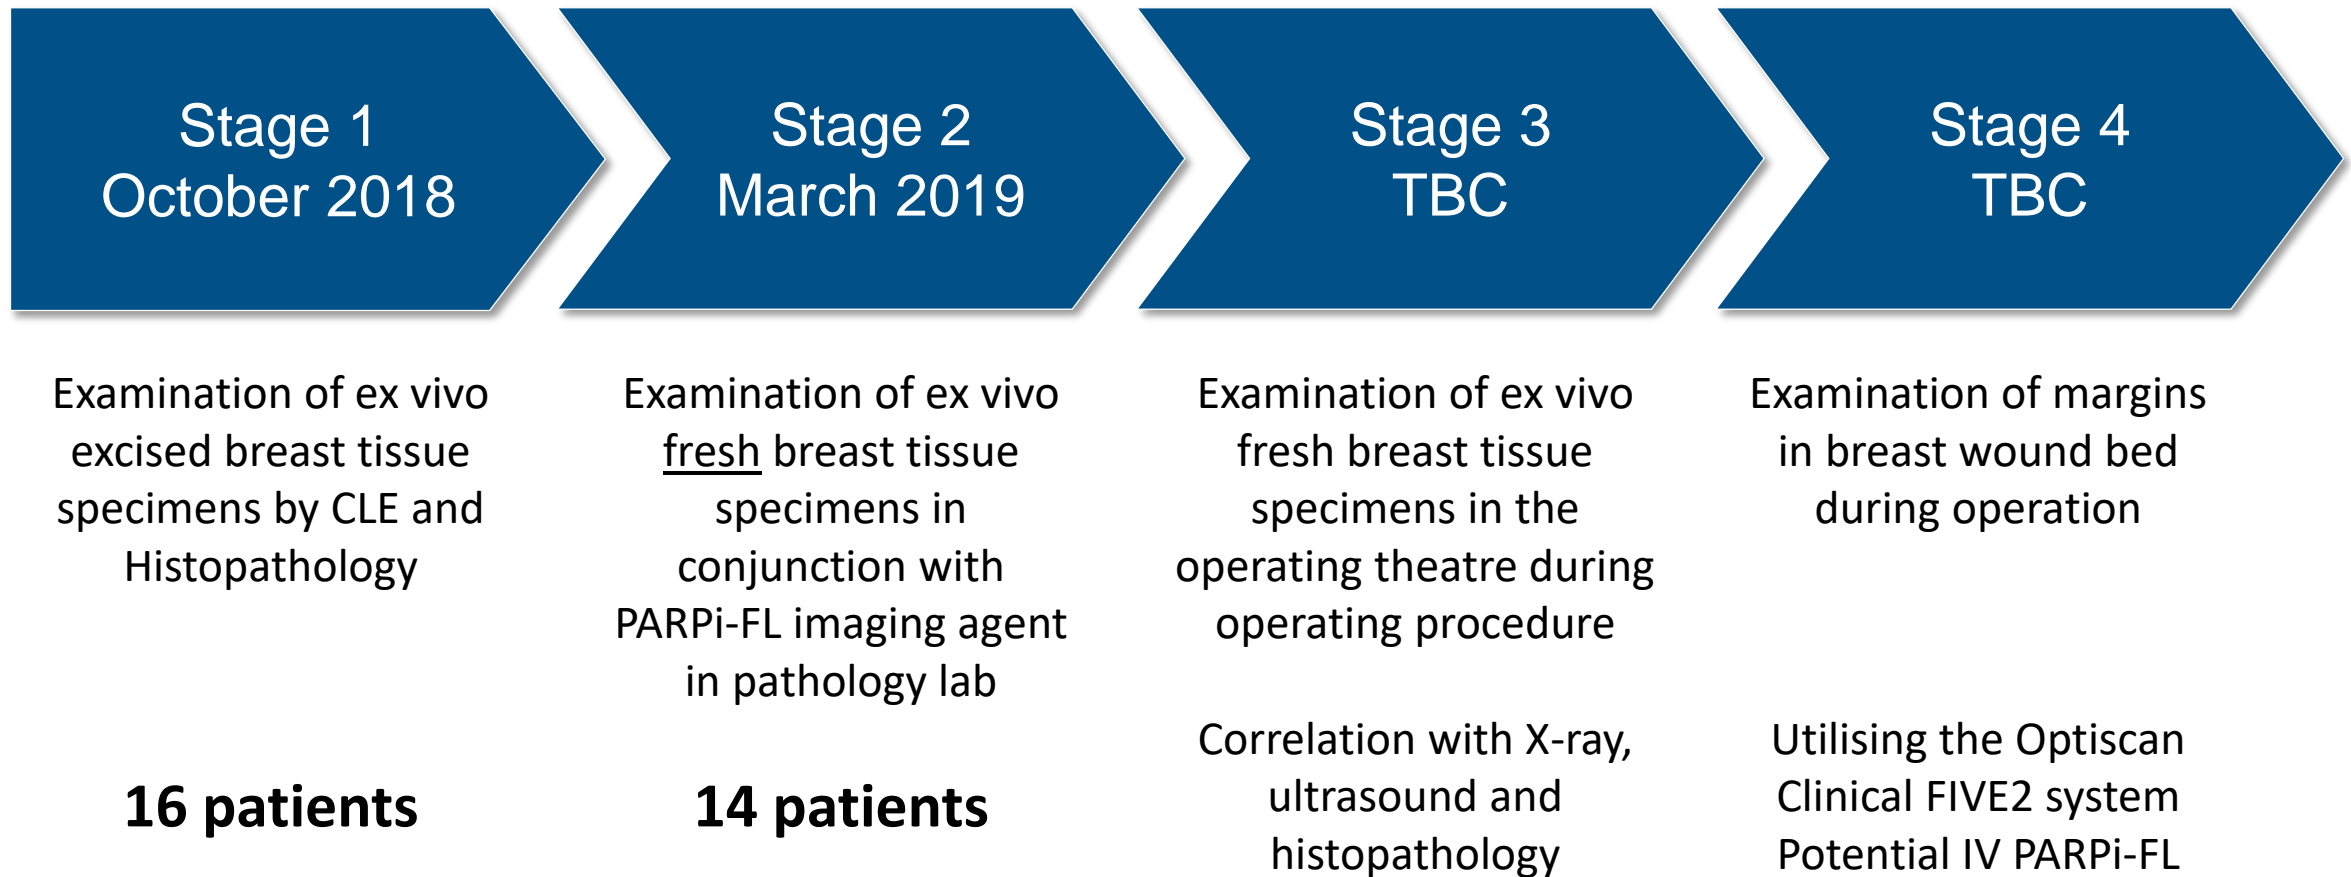 Stage 1
October 2018
Stage 2
March 2019
Stage 3
TBC
Stage 4
TBC
Examination of ex vivo
excised breast tissue
specimens by CLE and
Histopathology
16 patients
Examination of ex vivo
fresh breast tissue
specimens in
conjunction with
PARPi-FL imaging agent
in pathology lab
14 patients
Examination of ex vivo
fresh breast tissue
specimens in the
operating theatre during
operating procedure
Correlation with X-ray,
ultrasound and
histopathology
Examination of margins
in breast wound bed
during operation
Utilising the Optiscan
Clinical FIVE2 system
Potential IV PARPi-FL